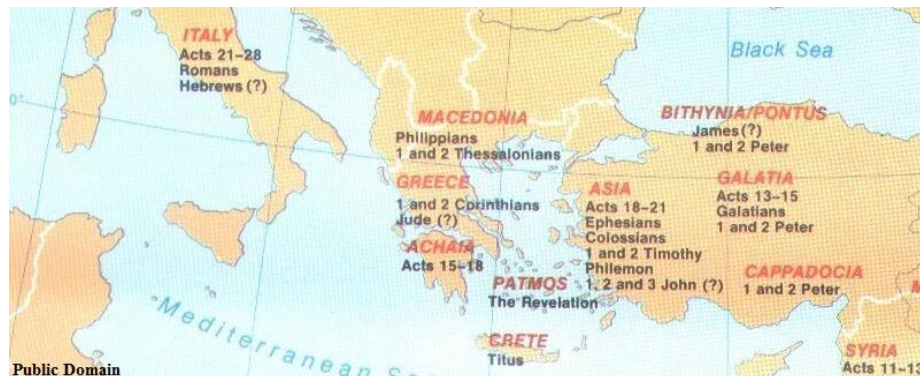 ITALY
Acts 21–28
Romans
Hebrews (?)
Black Sea
MACEDONIA
Philippians
1 and 2 Thessalonians
BITHYNIA/PONTUS
James (?)
1 and 2 Peter
GREECE
1 and 2 Corinthians
Jude (?)
ASIA
Acts 18–21
Ephesians
Colossians
1 and 2 Timothy
Philemon
1, 2 and 3 John (?)
GALATIA
Acts 13–15
Galatians
1 and 2 Peter
ACHAIA
Acts 15–18
PATMOS
The Revelation
CAPPADOCIA
1 and 2 Peter
CRETE
Titus
SYRIA
Acts 11–13
Mediterranean
Public Domain